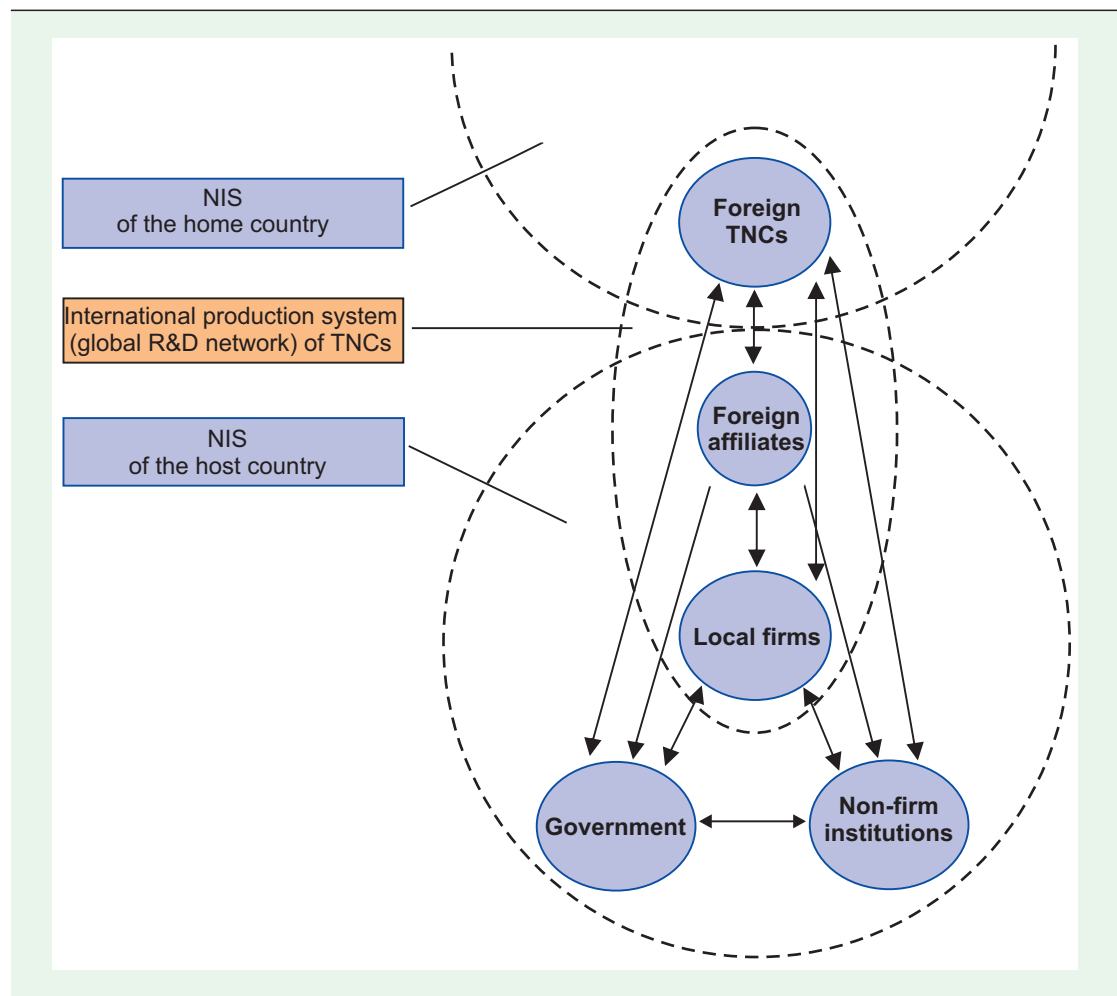 NIS
of the home country
International production system
(global R&D network) of TNCs
NIS
of the host country
Foreign
TNCs
Foreign
affiliates
Local firms
Government
Non-firm
institutions